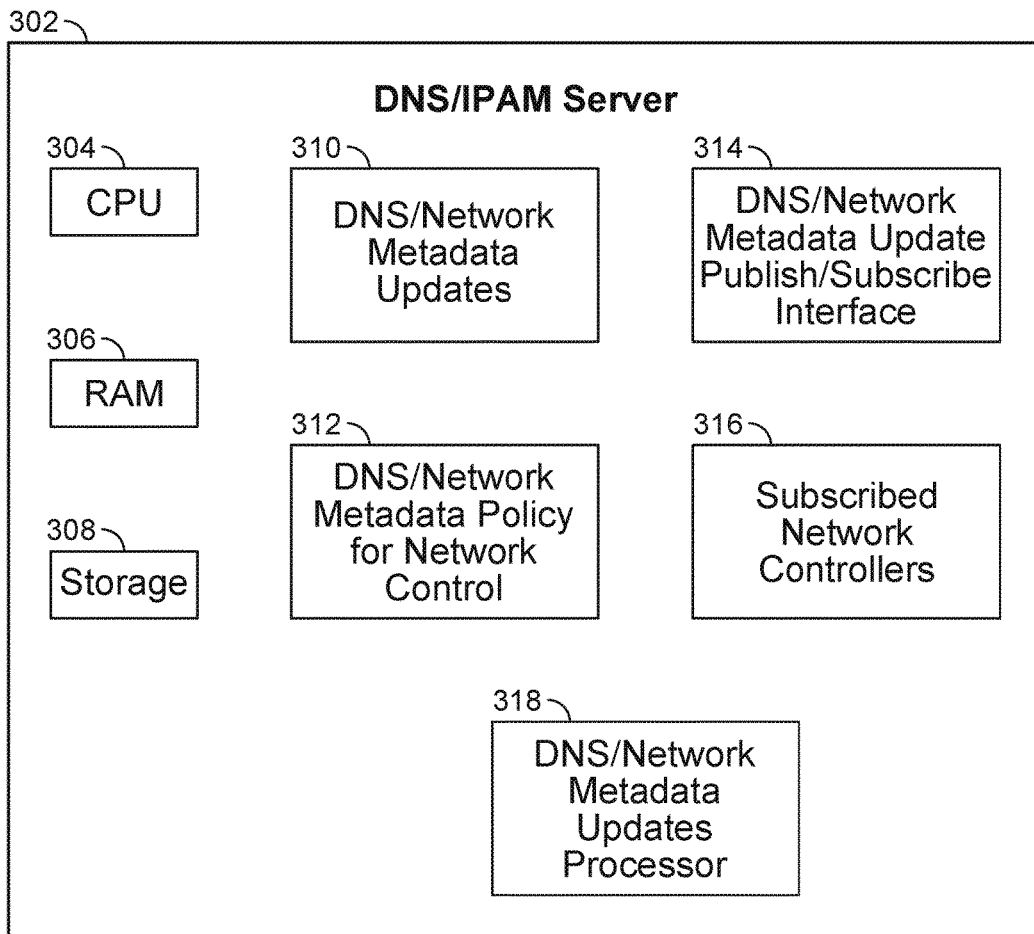 302
DNS/IPAM Server
304
CPU
306
RAM
308
Storage
310
DNS/Network
Metadata
Updates
312
DNS/Network
Metadata Policy
for Network
Control
314
DNS/Network
Metadata Update
Publish/Subscribe
Interface
316
Subscribed
Network
Controllers
318
DNS/Network
Metadata
Updates
Processor